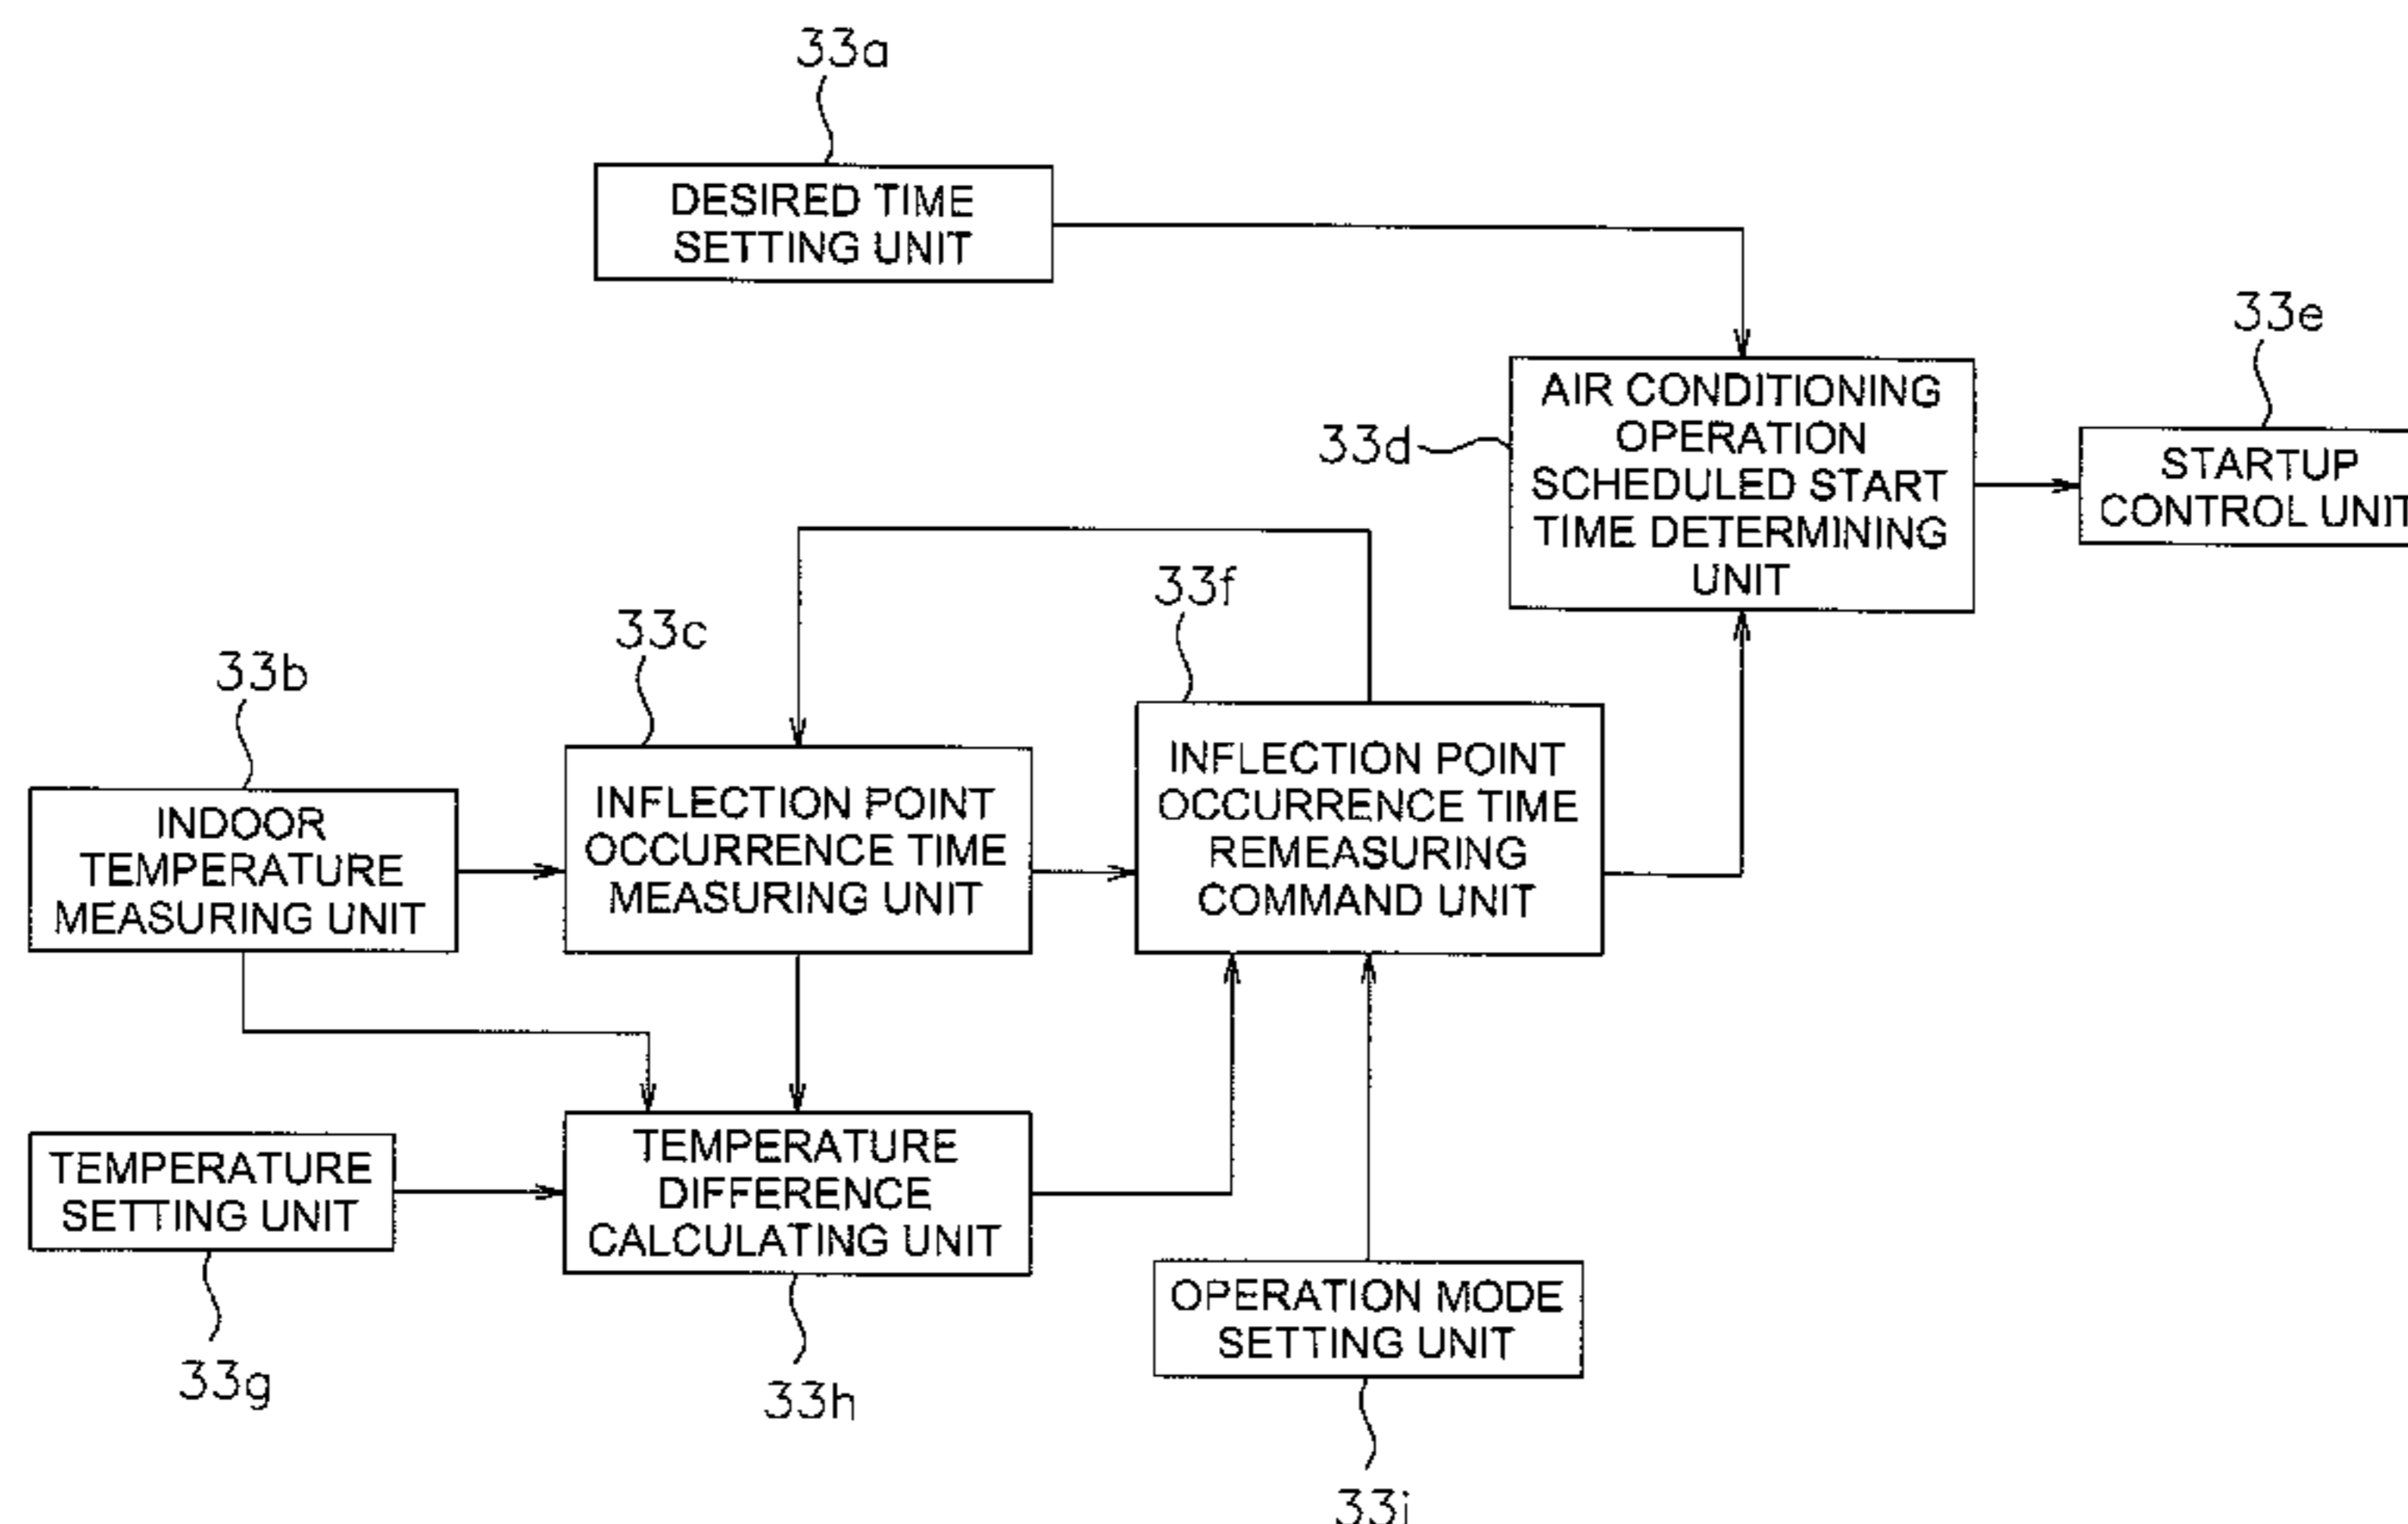 33a
DESIRED TIME
SETTING UNIT
33e
AIR CONDITIONING
OPERATION
SCHEDULED START
TIME DETERMINING
UNIT
33d
STARTUP
CONTROL UNIT
33f
33c
33b
INFLECTION POINT
OCCURRENCE TIME
REMEASURING
COMMAND UNIT
INFLECTION POINT
OCCURRENCE TIME
MEASURING UNIT
INDOOR
TEMPERATURE
MEASURING UNIT
TEMPERATURE
SETTING UNIT
TEMPERATURE
DIFFERENCE
CALCULATING UNIT
OPERATION MODE
SETTING UNIT
33g
33h
33i